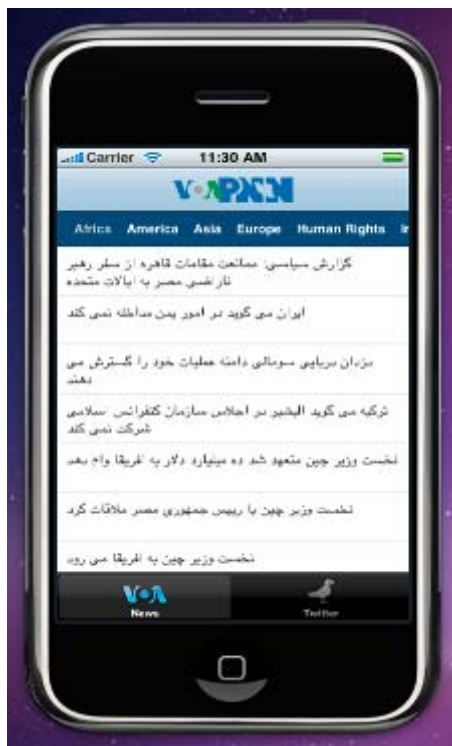 Carrier 11:30 AM
VOA PNN
Africa America Asia Europe Human Rights
گزارش سیاسی: ممانعت مقامات قاهره از سفر رهبر
ناراضی مصر به ایالات متحده
ایران می گوید در امور یمن مداخله نمی کند
دزدان دریایی سومالی دامنه عملیات خود را گسترش می
دهند
ترکیه می گوید البشیر در اجلاس سازمان کنفرانس اسلامی
شرکت نمی کند
نخست وزیر چین متعهد شد ده میلیارد دلار به افریقا وام بدهد
نخست وزیر چین با رییس جمهوری مصر ملاقات کرد
نخست وزیر چین به افریقا می رود
VOA
News Twitter